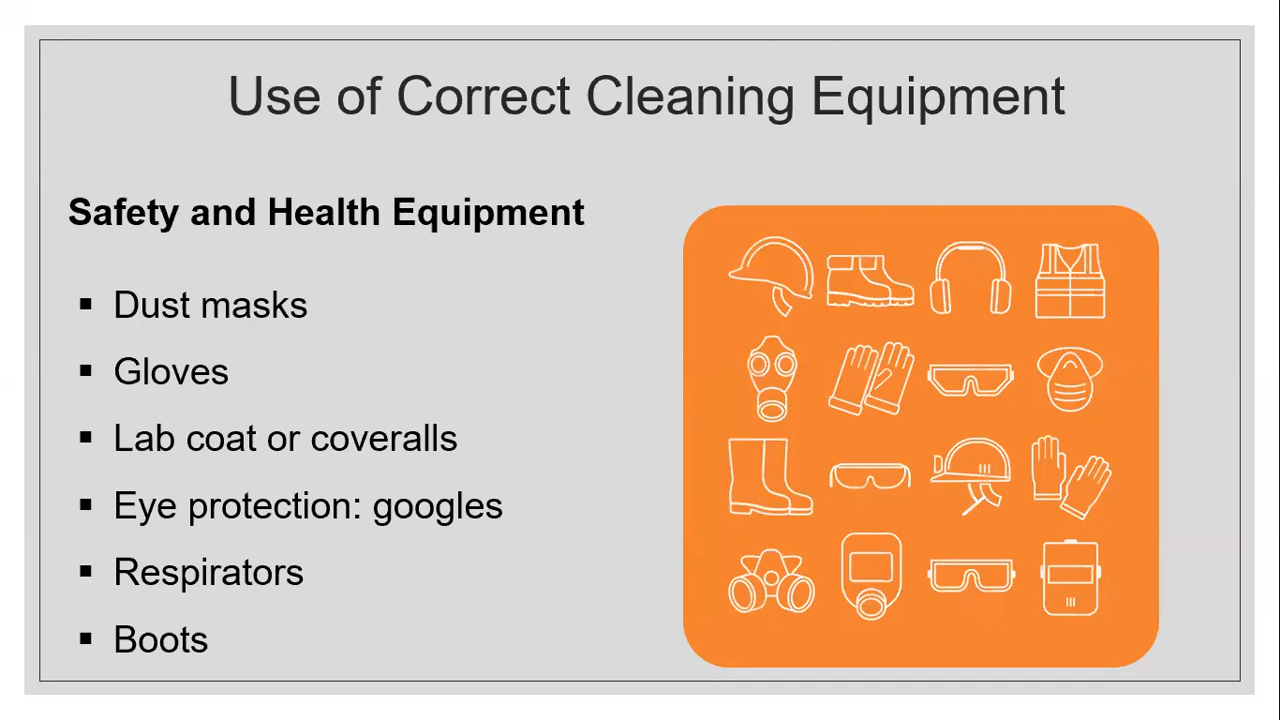 Use of Correct Cleaning Equipment
Safety and Health Equipment
▪ Dust masks
▪ Gloves
▪ Lab coat or coveralls
▪ Eye protection: googles
▪ Respirators
▪ Boots